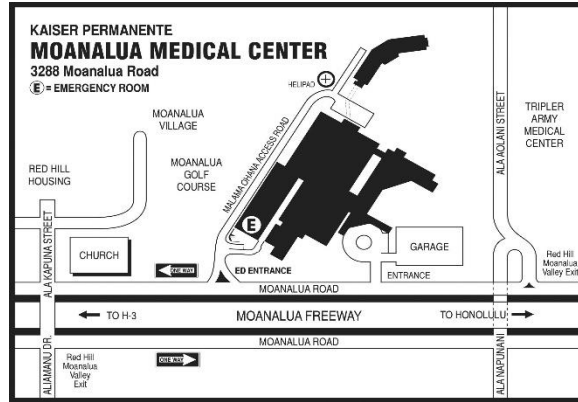 KAISER PERMANENTE
MOANALUA MEDICAL CENTER
3288 Moanalua Road
E = EMERGENCY ROOM
HELIPAD
MOANALUA
VILLAGE
TRIPLER
ARMY
MEDICAL
CENTER
ALA AOLANI STREET
RED HILL
HOUSING
MOANALUA
GOLF
COURSE
MALAMA OHANA ACCESS ROAD
E
ALA KAPUNA STREET
CHURCH
ONE WAY
ED ENTRANCE
GARAGE
ENTRANCE
Red Hill
Moanalua
Valley Exit
MOANALUA ROAD
TO H-3
MOANALUA FREEWAY
TO HONOLULU
MOANALUA ROAD
ALIAMANU DR.
Red Hill
Moanalua
Valley
Exit
ONE WAY
ALA NAPUNANI